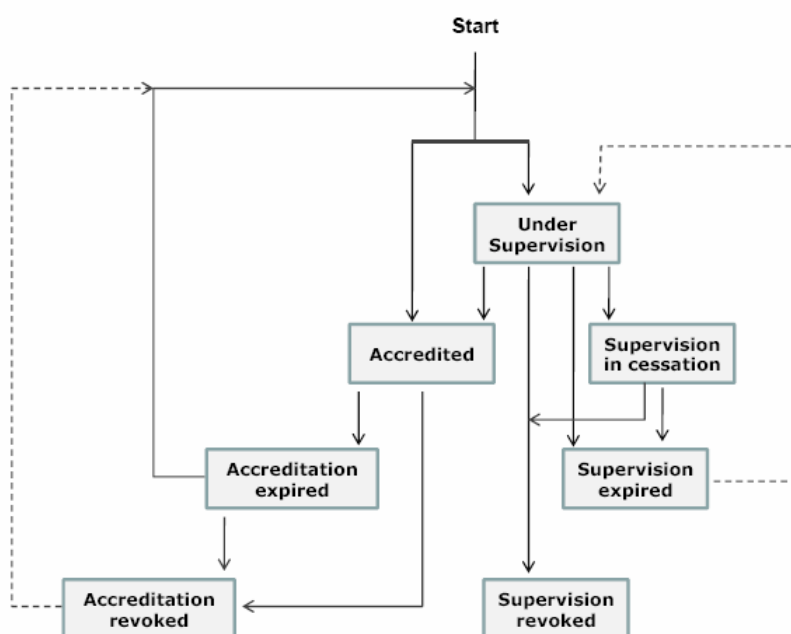 Start
Under
Supervision
Accredited
Supervision
in cessation
Accreditation
expired
Supervision
expired
Accreditation
revoked
Supervision
revoked